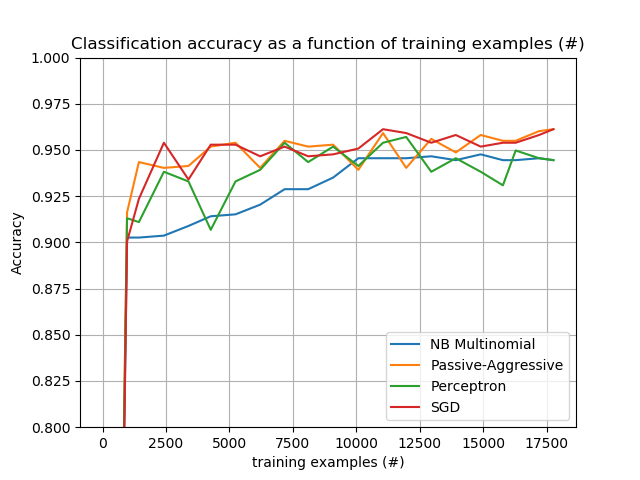 Classification accuracy as a function of training examples (#)
1.000
0.975
0.950
0.925
0.900
0.875
0.850
0.825
0.800
Accuracy
NB Multinomial
Passive-Aggressive
Perceptron
SGD
0 2500 5000 7500 10000 12500 15000 17500
training examples (#)